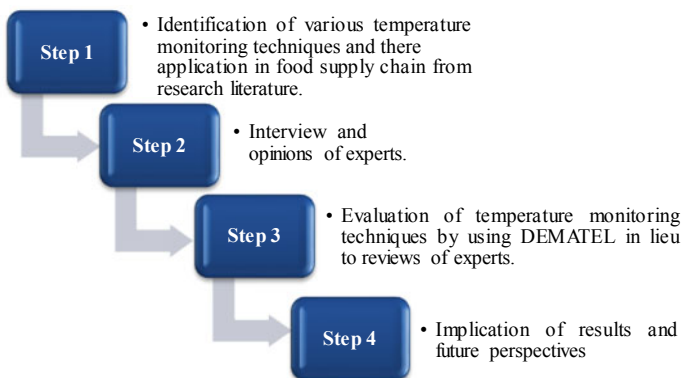 Step 1
• Identification of various temperature
monitoring techniques and there
application in food supply chain from
research literature.
Step 2
• Interview and
opinions of experts.
Step 3
• Evaluation of temperature monitoring
techniques by using DEMATEL in lieu
to reviews of experts.
Step 4
• Implication of results and
future perspectives